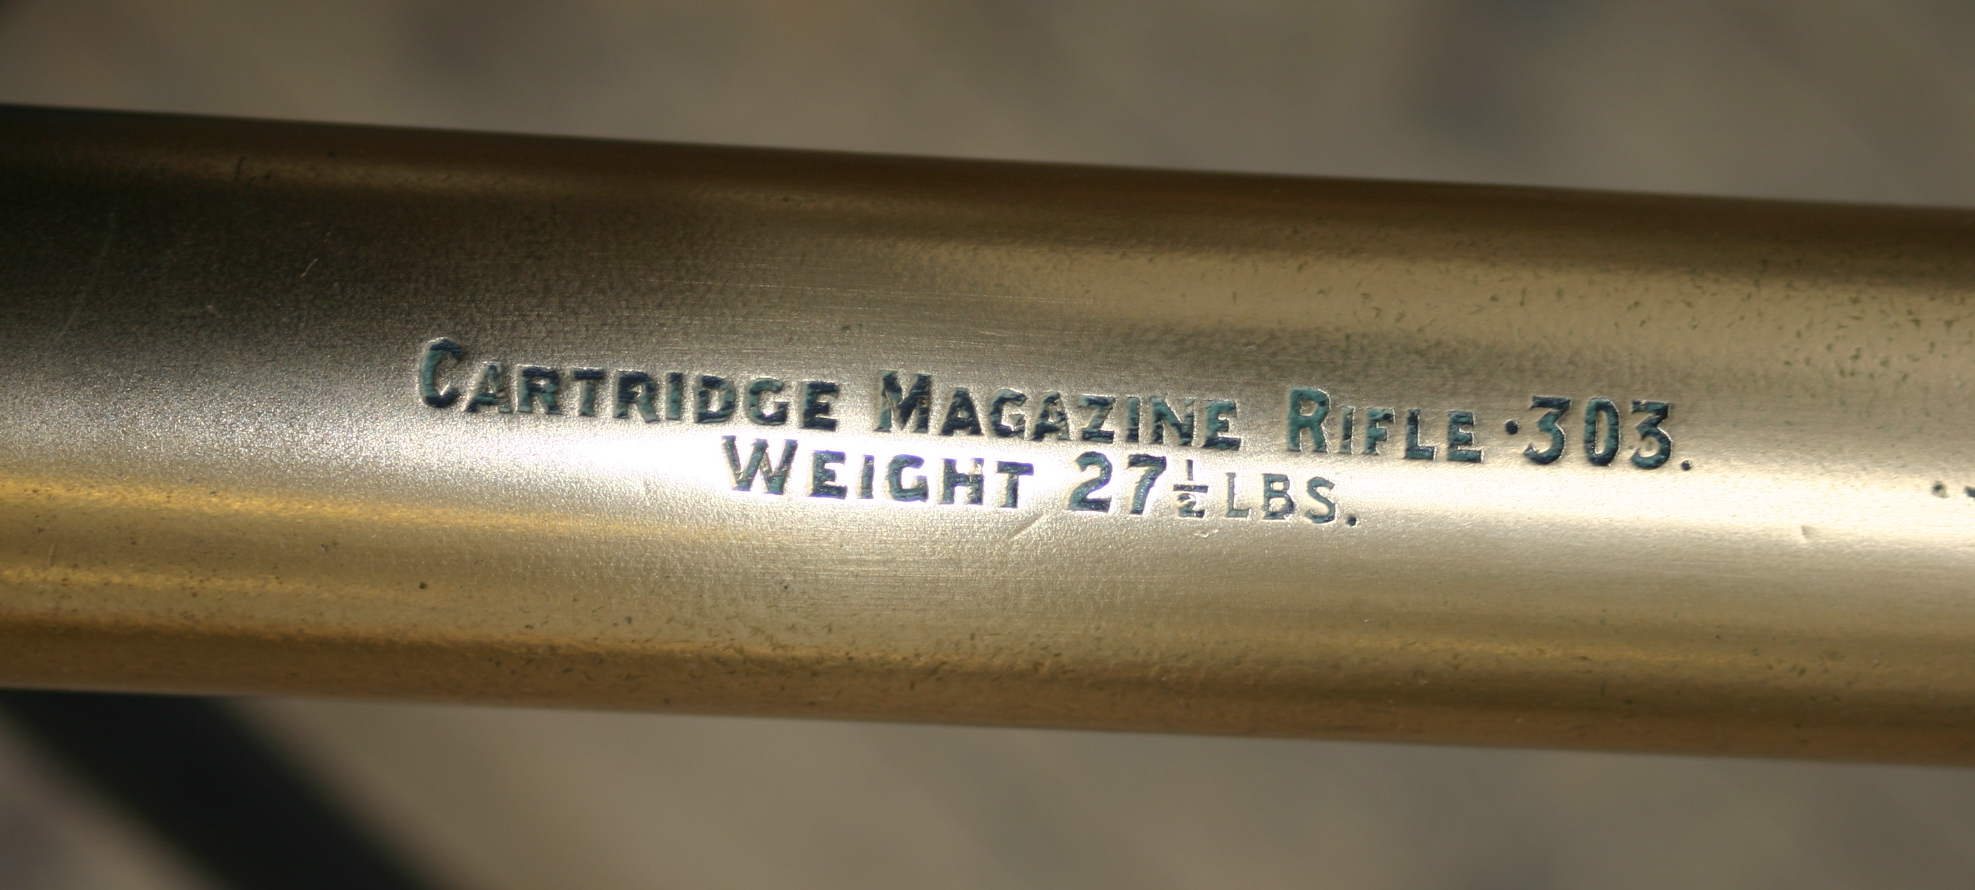 CARTRIDGE MAGAZINE RIFLE ·303.
WEIGHT 27½ LBS.